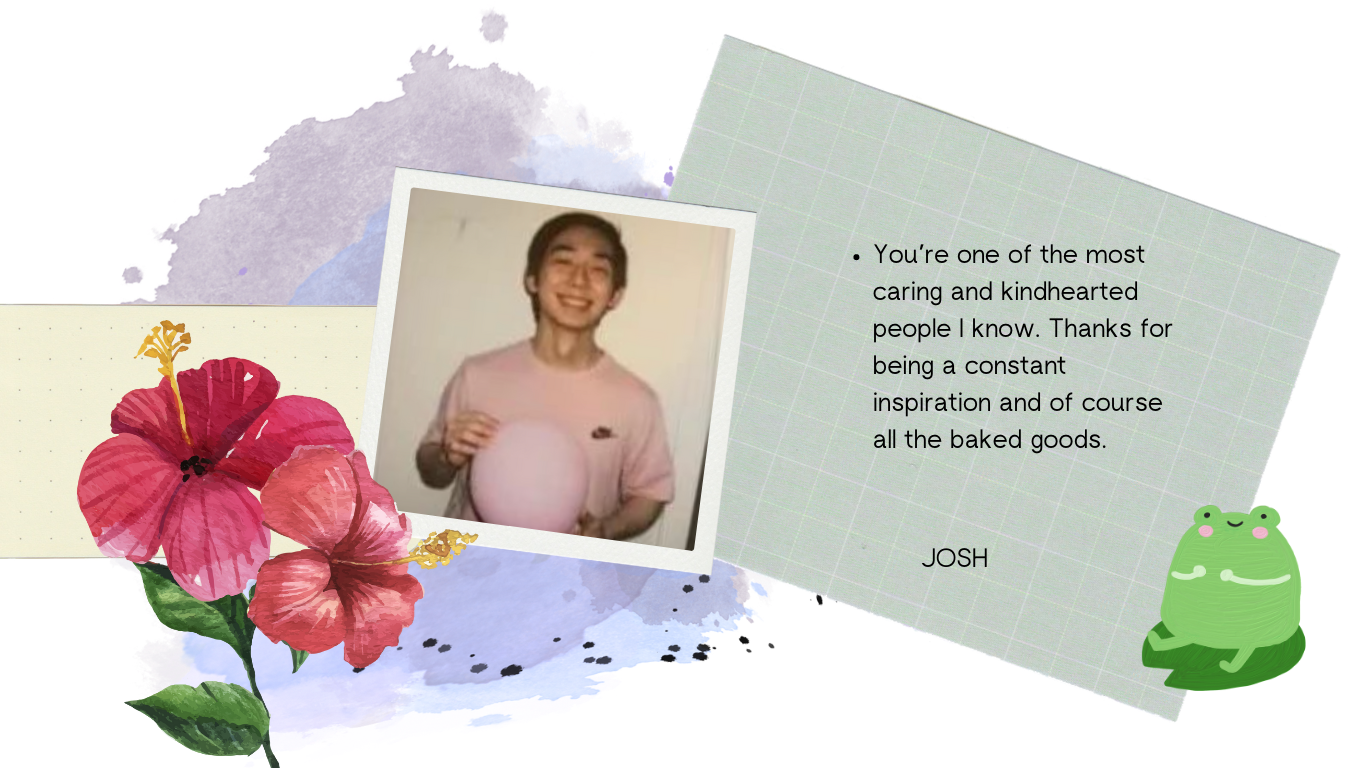 • You're one of the most
caring and kindhearted
people I know. Thanks for
being a constant
inspiration and of course
all the baked goods.
JOSH